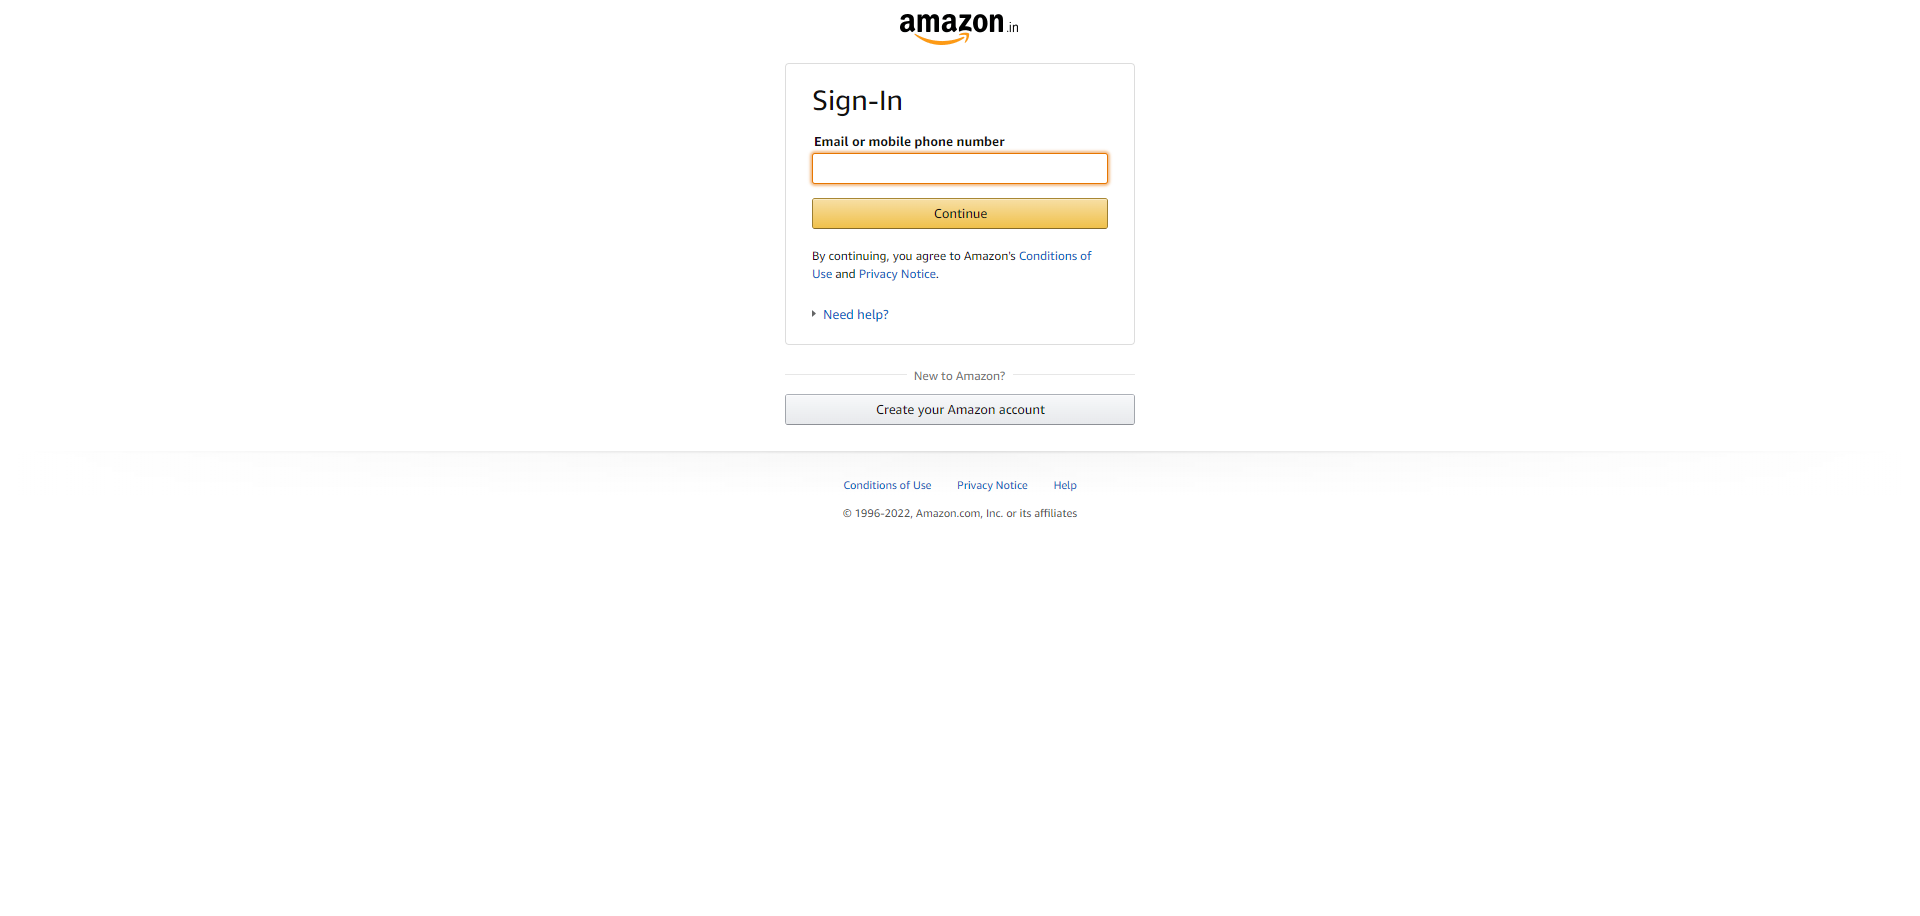 amazon.in
Sign-In
Email or mobile phone number
Continue
By continuing, you agree to Amazon's Conditions of
Use and Privacy Notice.
Need help?
New to Amazon?
Create your Amazon account
Conditions of Use Privacy Notice Help
© 1996-2022, Amazon.com, Inc. or its affiliates